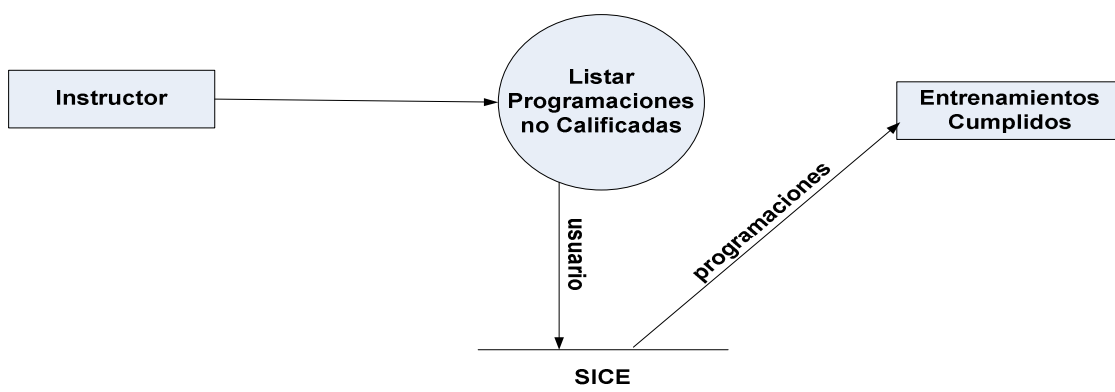 Instructor
Listar
Programaciones
no Calificadas
Entrenamientos
Cumplidos
usuario
programaciones
SICE